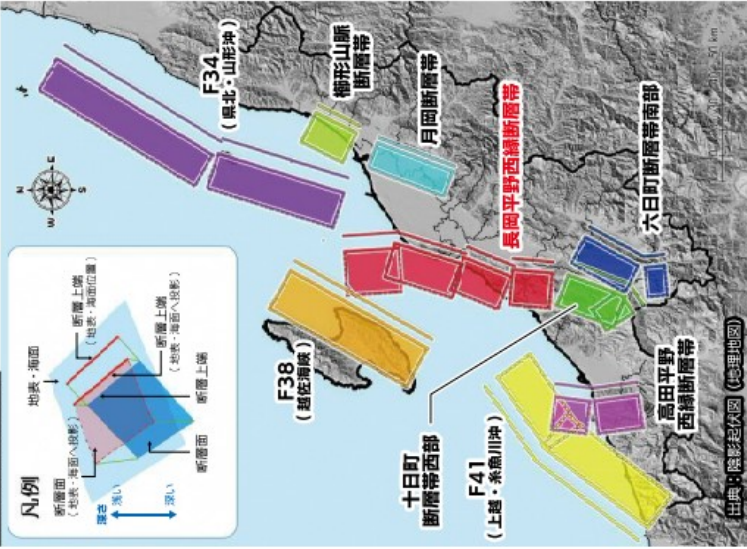 凡例
地表・海面
断層上端
(地表・海面位置)
断層上端
(地表・海面へ投影)
断層上端
断層面
断層面
(地表・海面へ投影)
深さ
浅い
深い
N
E
S
W
F34
(県北・山形沖)
櫛形山脈
断層帯
月岡断層帯
長岡平野西縁断層帯
六日町断層帯南部
F38
(越佐海峡)
十日町
断層帯西部
F41
(上越・糸魚川沖)
高田平野
西縁断層帯
出典:陰影起伏図(地理地図)
50 km